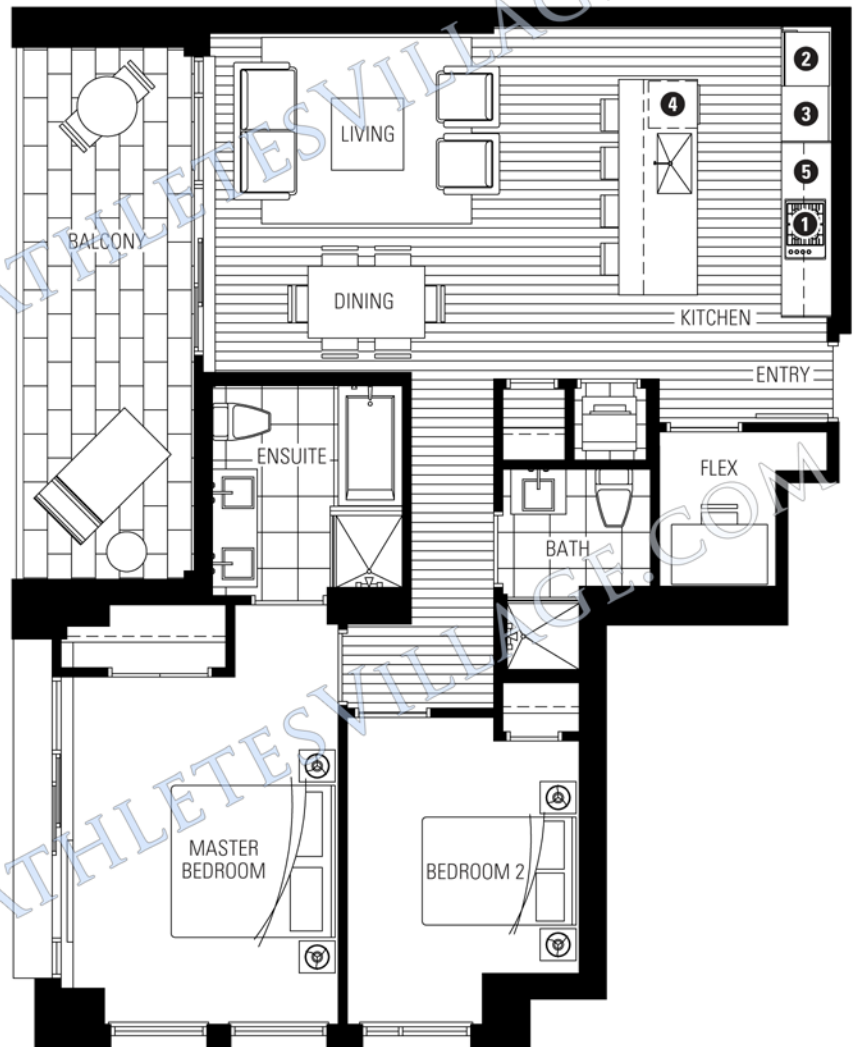 ATHLETESVILLAGE.COM
2
3
4
5
1
LIVING
BALCONY
DINING
KITCHEN
ENTRY
ENSUITE
FLEX
BATH
ATHLETESVILLAGE.COM
MASTER
BEDROOM
BEDROOM 2